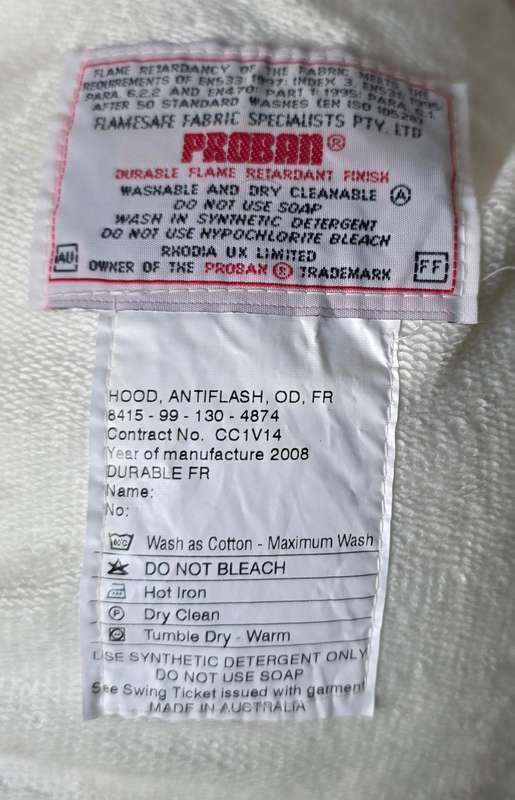 FLAME RETARDANCY OF THE FABRIC MEETS THE
REQUIREMENTS OF EN533: 1997: INDEX 3, EN531: 1995:
PARA 6.2.2 AND EN470: PART 1: 1995: PARA 6.1.
AFTER 50 STANDARD WASHES (EN ISO 10528)
FLAMESAFE FABRIC SPECIALISTS PTY. LTD
PROBAN®
DURABLE FLAME RETARDANT FINISH
WASHABLE AND DRY CLEANABLE Ⓐ
DO NOT USE SOAP
WASH IN SYNTHETIC DETERGENT
DO NOT USE HYPOCHLORITE BLEACH
RHODIA UK LIMITED
AU OWNER OF THE PROBAN® TRADEMARK FF
HOOD, ANTIFLASH, OD, FR
8415 - 99 - 130 - 4874
Contract No. CC1V14
Year of manufacture 2008
DURABLE FR
Name:
No:
60°C Wash as Cotton - Maximum Wash
DO NOT BLEACH
Hot Iron
Ⓟ Dry Clean
Tumble Dry - Warm
USE SYNTHETIC DETERGENT ONLY
DO NOT USE SOAP
See Swing Ticket issued with garment
MADE IN AUSTRALIA